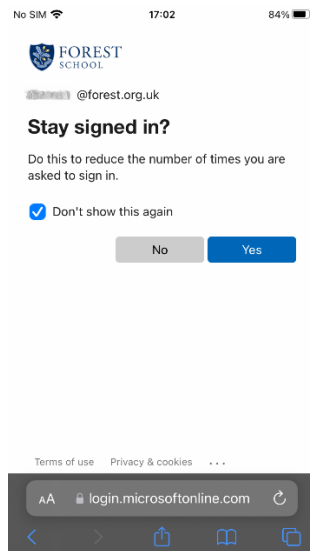 No SIM 17:02 84%
FOREST
SCHOOL
@forest.org.uk
Stay signed in?
Do this to reduce the number of times you are
asked to sign in.
Don't show this again
No Yes
Terms of use Privacy & cookies ...
AA login.microsoftonline.com